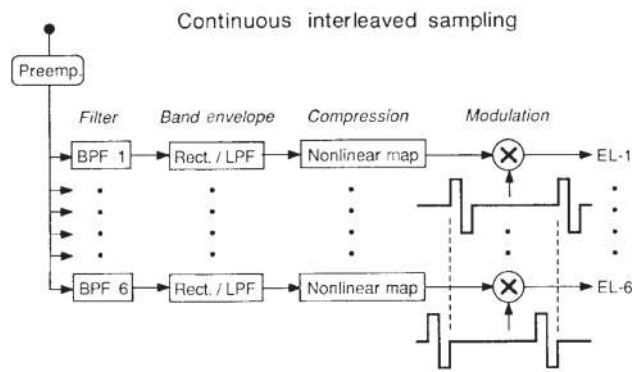 Continuous interleaved sampling
Preemp.
Filter Band envelope Compression Modulation
BPF 1 Rect. / LPF Nonlinear map EL-1
BPF 6 Rect. / LPF Nonlinear map EL-6